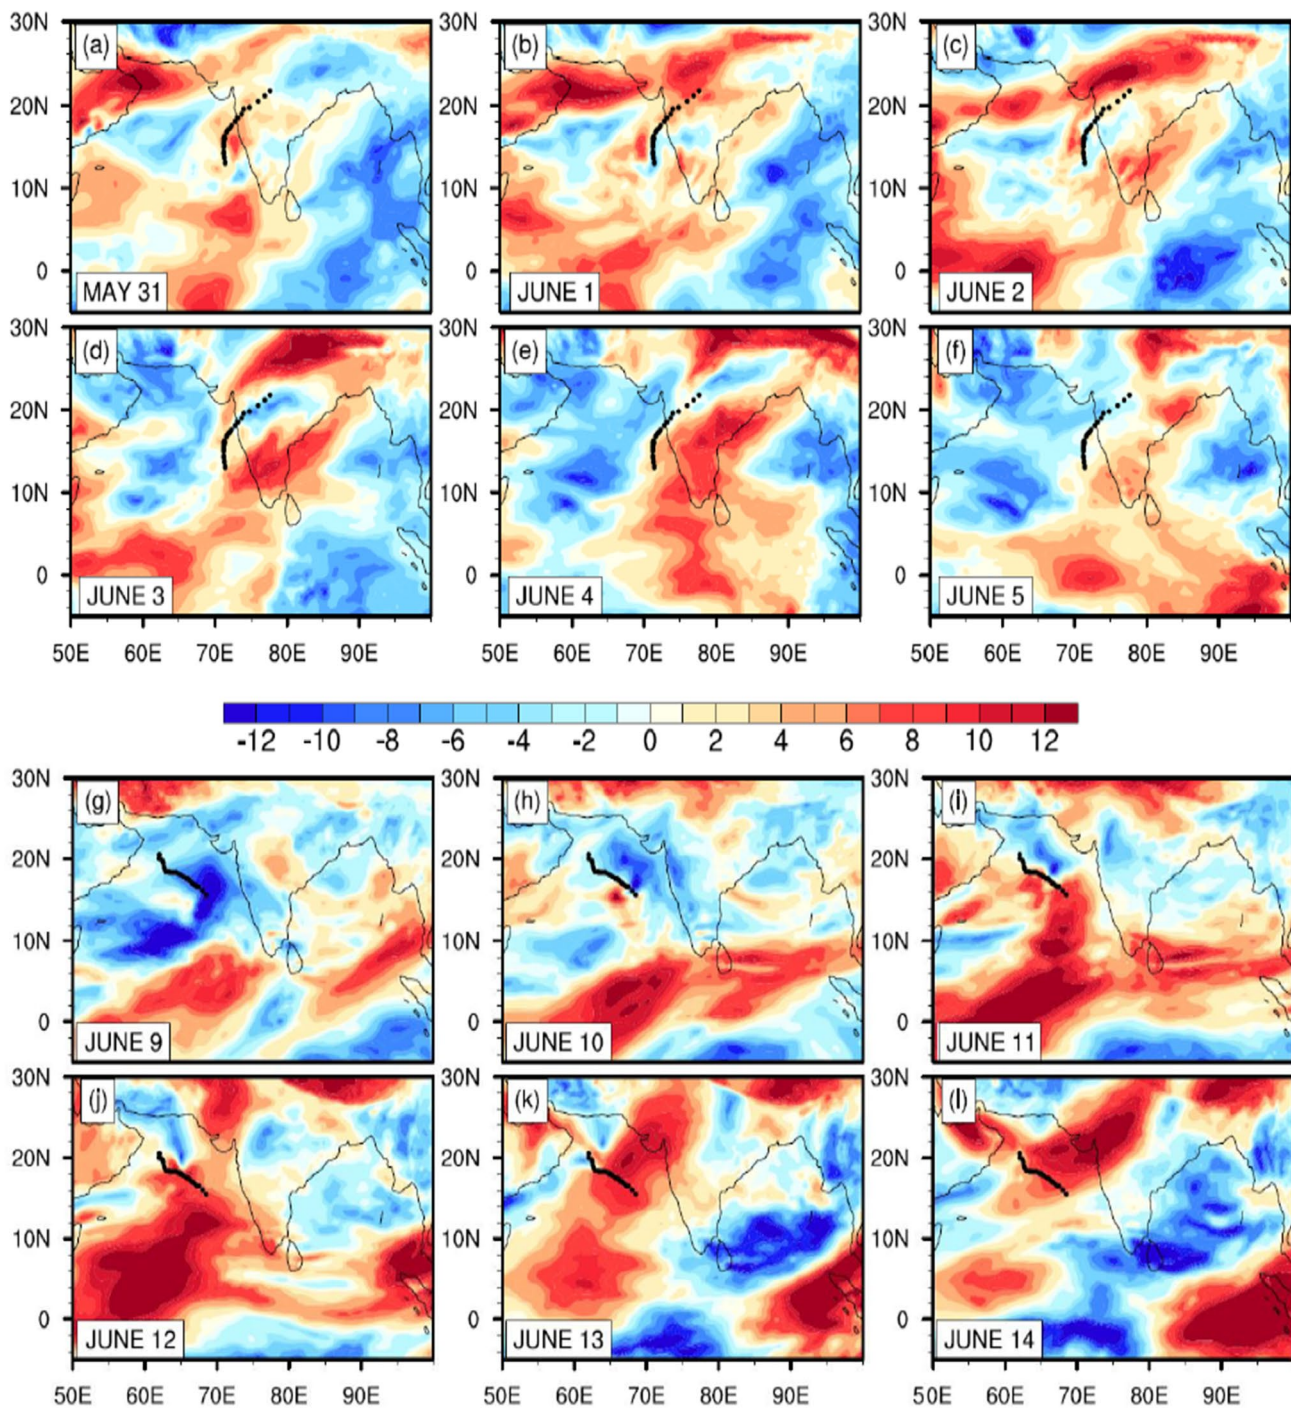 30N 30N 30N
(a) (b) (c)
20N 20N 20N
10N 10N 10N
0 0 0
MAY 31 JUNE 1 JUNE 2
30N 30N 30N
(d) (e) (f)
20N 20N 20N
10N 10N 10N
0 0 0
JUNE 3 JUNE 4 JUNE 5
50E 60E 70E 80E 90E 50E 60E 70E 80E 90E 50E 60E 70E 80E 90E
-12 -10 -8 -6 -4 -2 0 2 4 6 8 10 12
30N 30N 30N
(g) (h) (i)
20N 20N 20N
10N 10N 10N
0 0 0
JUNE 9 JUNE 10 JUNE 11
30N 30N 30N
(j) (k) (l)
20N 20N 20N
10N 10N 10N
0 0 0
JUNE 12 JUNE 13 JUNE 14
50E 60E 70E 80E 90E 50E 60E 70E 80E 90E 50E 60E 70E 80E 90E